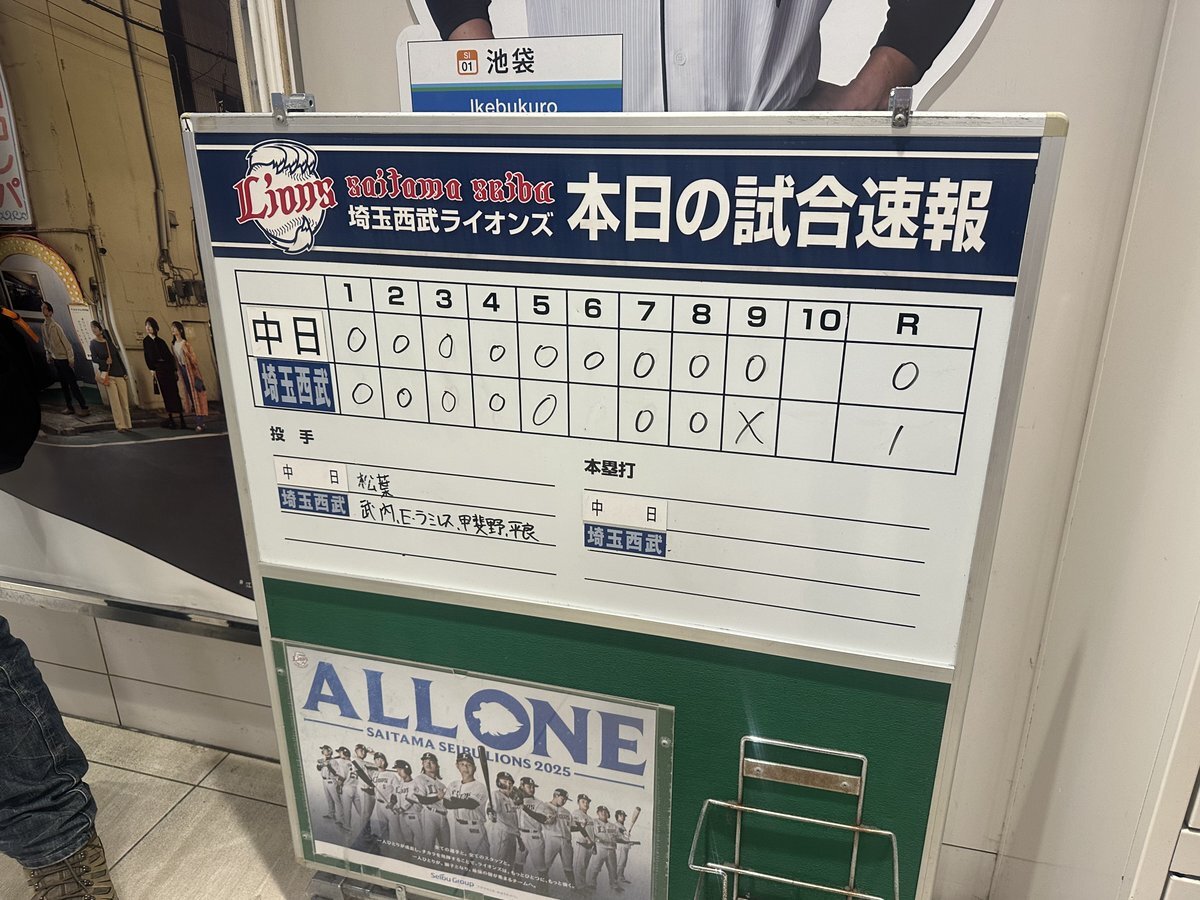 SI
01
池袋
Ikebukuro
Lions
saitama seibu
埼玉西武ライオンズ
本日の試合速報
1 2 3 4 5 6 7 8 9 10 R
中日 0 0 0 0 0 0 0 0 0 0
埼玉西武 0 0 0 0 0 0 0 X 1
投手
中日 松葉
埼玉西武 武内、E・ラミレス、甲斐野、平良
本塁打
中日
埼玉西武
ALL ONE
SAITAMA SEIBU LIONS 2025
Seibu Group